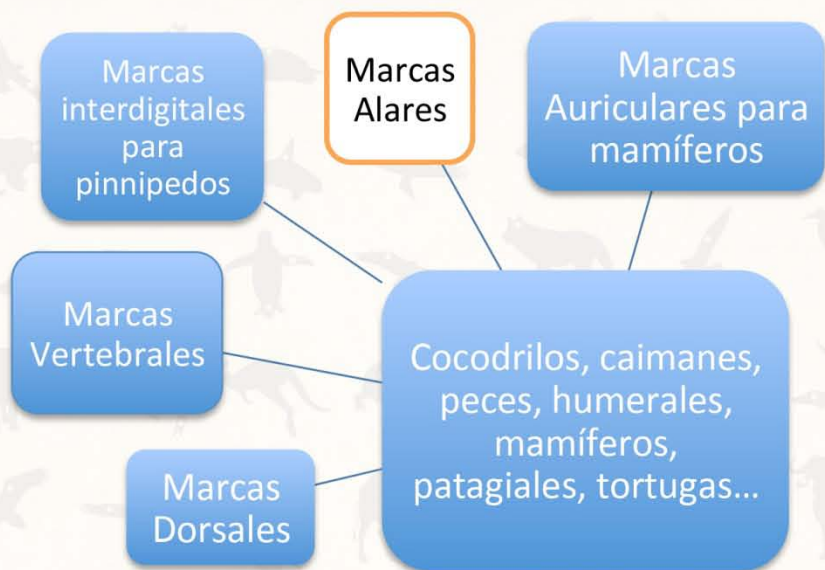 Marcas
interdigitales
para
pinnipedos
Marcas
Alares
Marcas
Auriculares para
mamíferos
Marcas
Vertebrales
Cocodrilos, caimanes,
peces, humerales,
mamíferos,
patagiales, tortugas...
Marcas
Dorsales